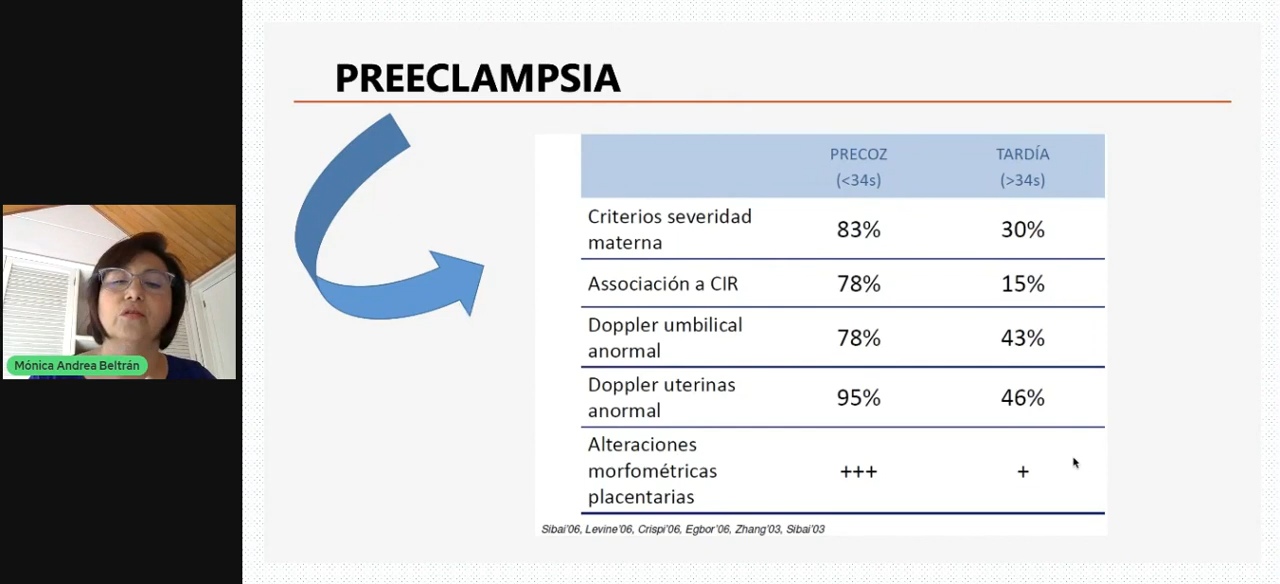 PREECLAMPSIA
PRECOZ
(<34s)
TARDÍA
(>34s)
Criterios severidad
materna
83%
30%
Associación a CIR
78%
15%
Doppler umbilical
anormal
78%
43%
Doppler uterinas
anormal
95%
46%
Alteraciones
morfométricas
placentarias
+++
+
Sibai'06, Levine'06, Crispi'06, Egbor'06, Zhang'03, Sibai'03
Mónica Andrea Beltrán